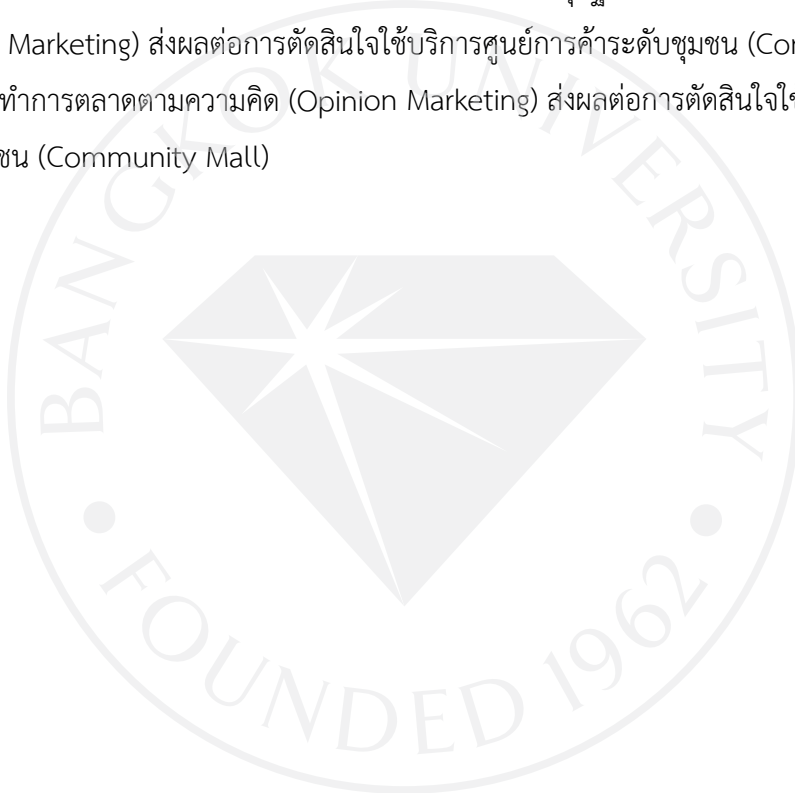 Marketing) ส่งผลต่อการตัดสินใจใช้บริการศูนย์การค้าระดับชุมชน (Cor
ทำการตลาดตามความคิด (Opinion Marketing) ส่งผลต่อการตัดสินใจใช
ชน (Community Mall)
BANGKOK UNIVERSITY
FOUNDED 1962